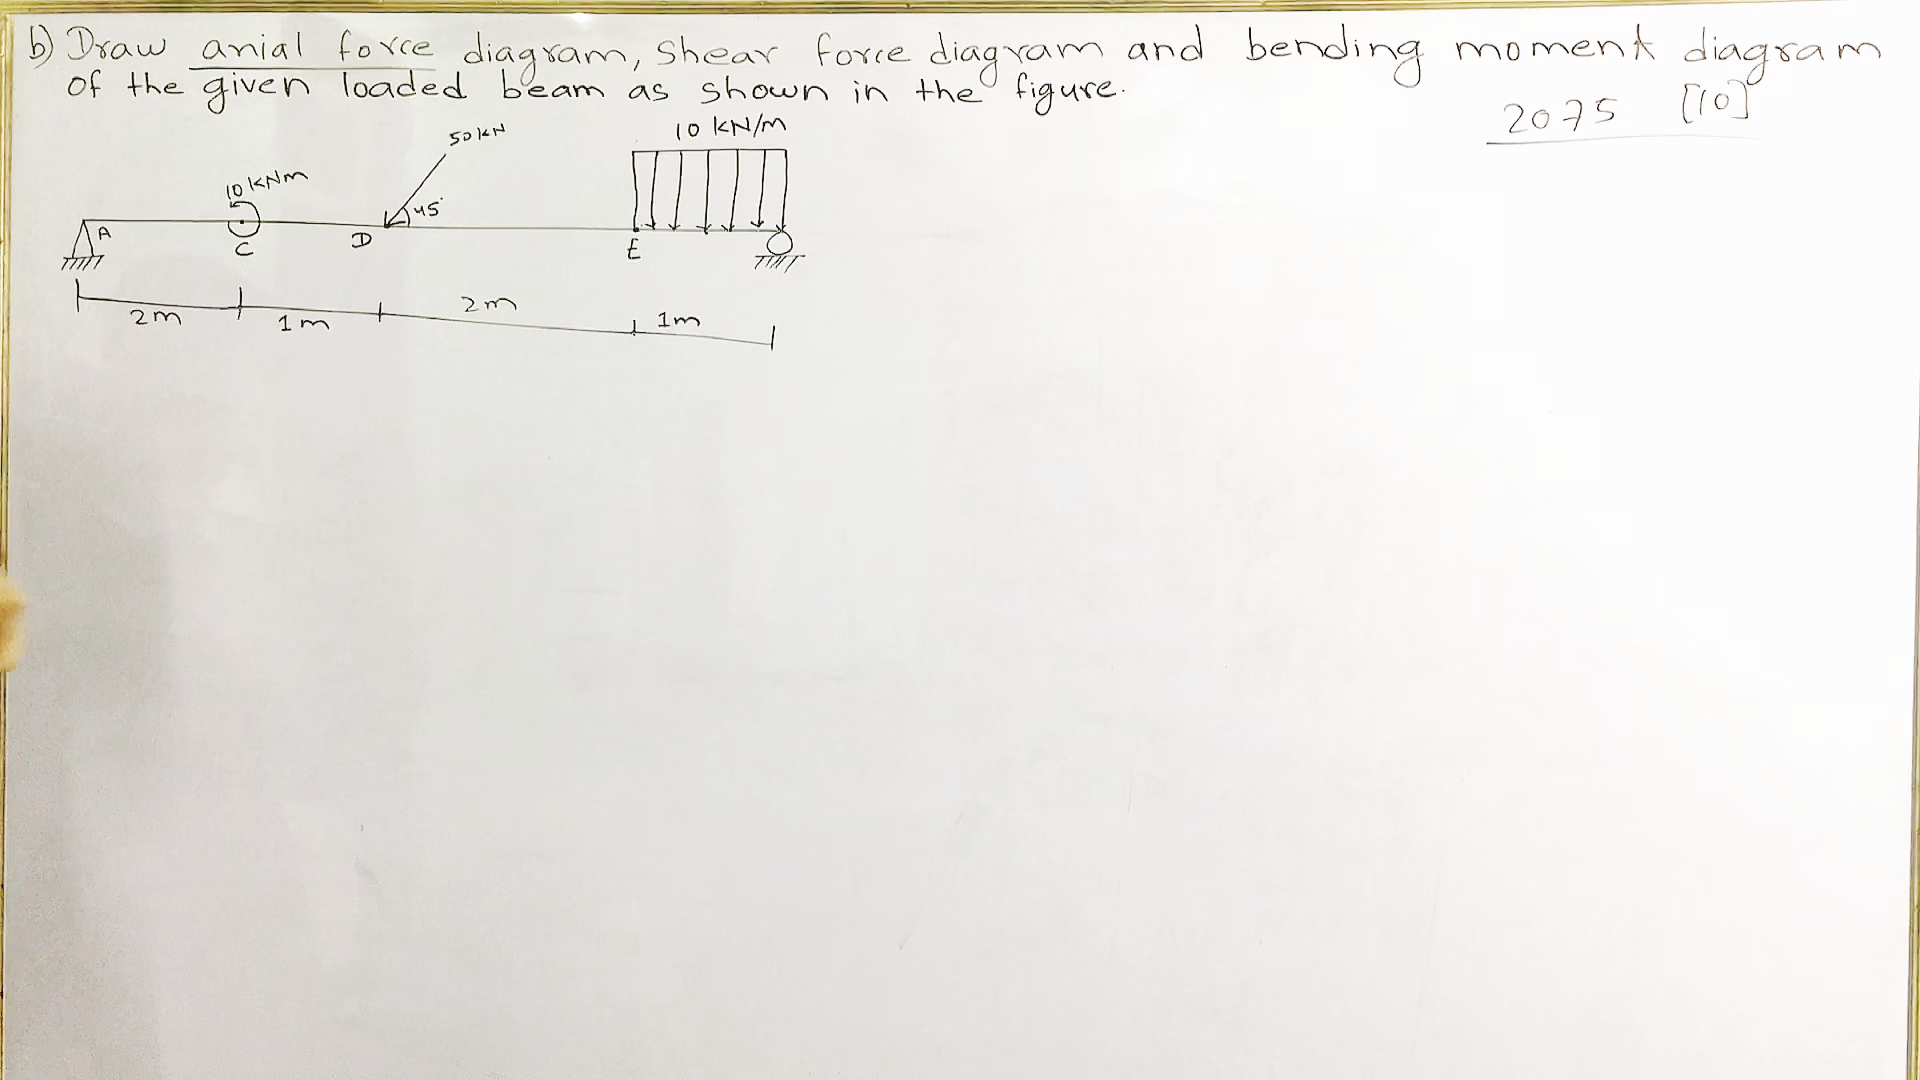 b) Draw anial force diagram, shear force diagram and bending moment diagram
of the given loaded beam as shown in the figure.
2075 [10]
50 kN
10 KN/m
10 KNm
45°
A
C
D
E
2m
1m
2m
1m